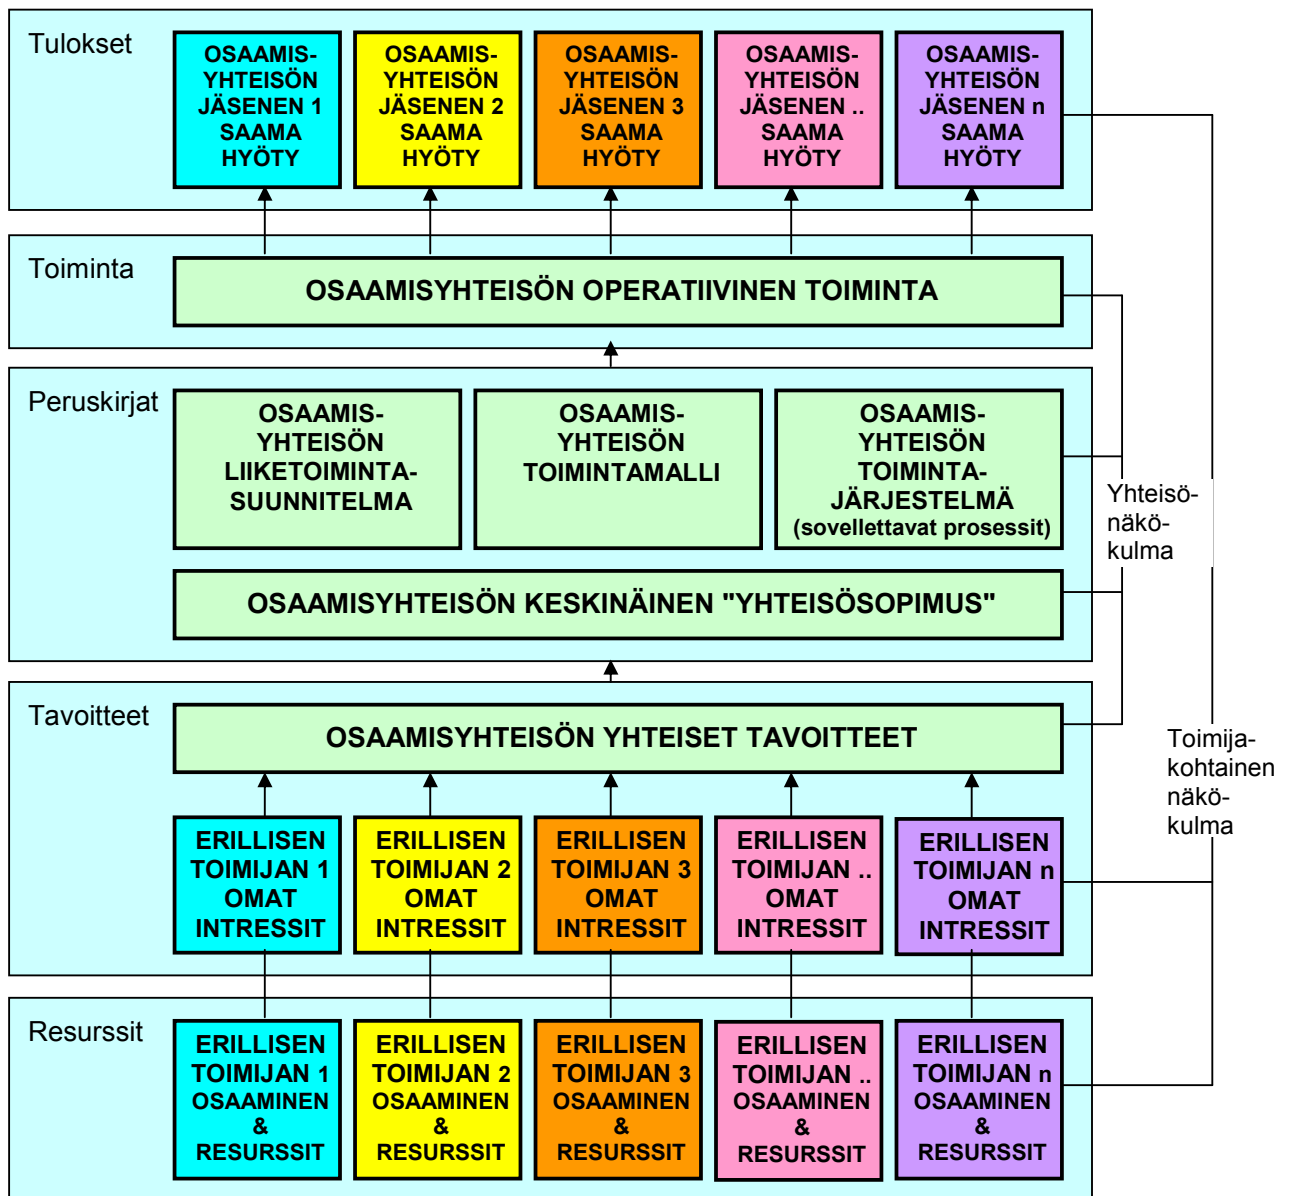 Tulokset
OSAAMIS-
YHTEISÖN
JÄSENEN 1
SAAMA
HYÖTY
OSAAMIS-
YHTEISÖN
JÄSENEN 2
SAAMA
HYÖTY
OSAAMIS-
YHTEISÖN
JÄSENEN 3
SAAMA
HYÖTY
OSAAMIS-
YHTEISÖN
JÄSENEN ..
SAAMA
HYÖTY
OSAAMIS-
YHTEISÖN
JÄSENEN n
SAAMA
HYÖTY
Toiminta
OSAAMISYHTEISÖN OPERATIIVINEN TOIMINTA
Peruskirjat
OSAAMIS-
YHTEISÖN
LIIKETOIMINTA-
SUUNNITELMA
OSAAMIS-
YHTEISÖN
TOIMINTAMALLI
OSAAMIS-
YHTEISÖN
TOIMINTA-
JÄRJESTELMÄ
(sovellettavat prosessit)
OSAAMISYHTEISÖN KESKINÄINEN "YHTEISÖSOPIMUS"
Yhteisö-
näkö-
kulma
Tavoitteet
OSAAMISYHTEISÖN YHTEISET TAVOITTEET
ERILLISEN
TOIMIJAN 1
OMAT
INTRESSIT
ERILLISEN
TOIMIJAN 2
OMAT
INTRESSIT
ERILLISEN
TOIMIJAN 3
OMAT
INTRESSIT
ERILLISEN
TOIMIJAN ..
OMAT
INTRESSIT
ERILLISEN
TOIMIJAN n
OMAT
INTRESSIT
Toimija-
kohtainen
näkö-
kulma
Resurssit
ERILLISEN
TOIMIJAN 1
OSAAMINEN
&
RESURSSIT
ERILLISEN
TOIMIJAN 2
OSAAMINEN
&
RESURSSIT
ERILLISEN
TOIMIJAN 3
OSAAMINEN
&
RESURSSIT
ERILLISEN
TOIMIJAN ..
OSAAMINEN
&
RESURSSIT
ERILLISEN
TOIMIJAN n
OSAAMINEN
&
RESURSSIT